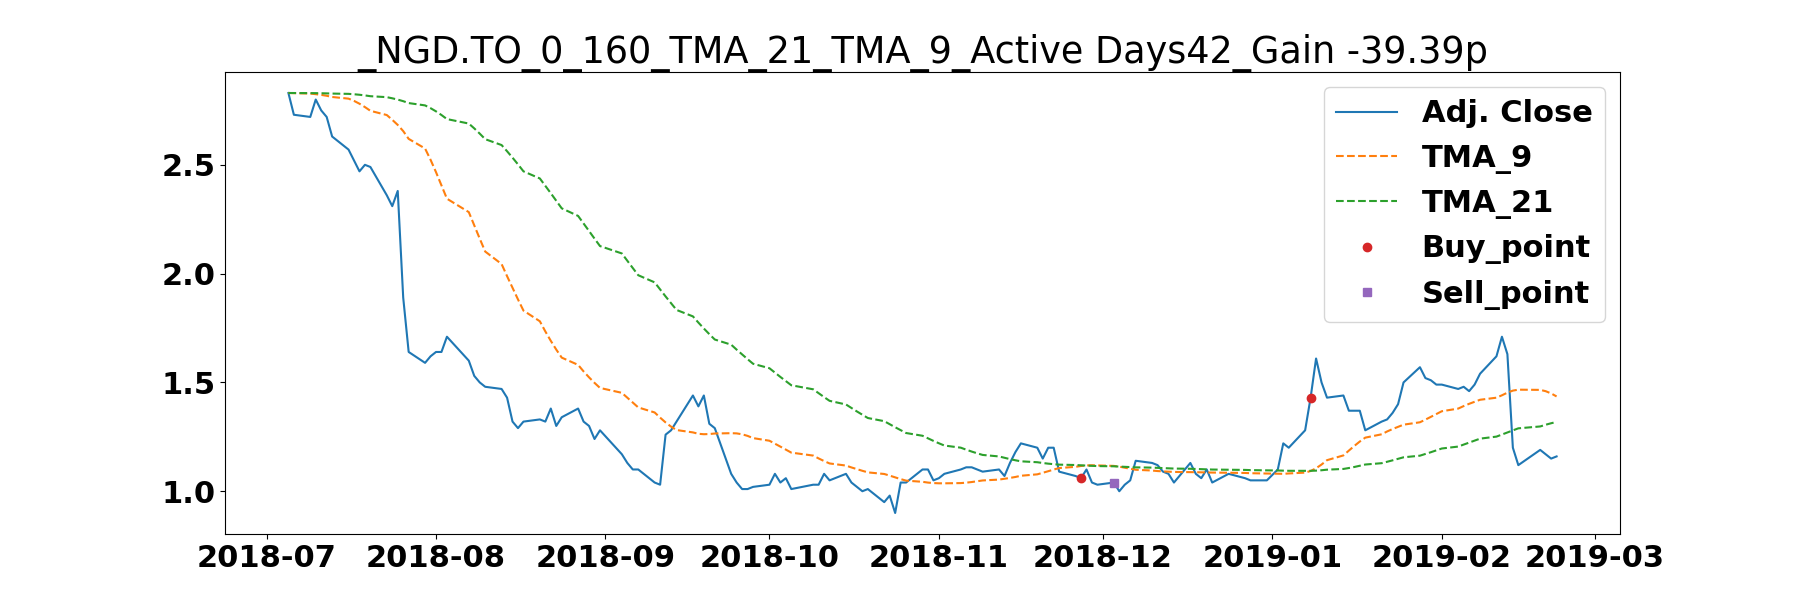 _NGD.TO_0_160_TMA_21_TMA_9_Active Days42_Gain -39.39p
Adj. Close
TMA_9
TMA_21
Buy_point
Sell_point
2.5
2.0
1.5
1.0
2018-07 2018-08 2018-09 2018-10 2018-11 2018-12 2019-01 2019-02 2019-03